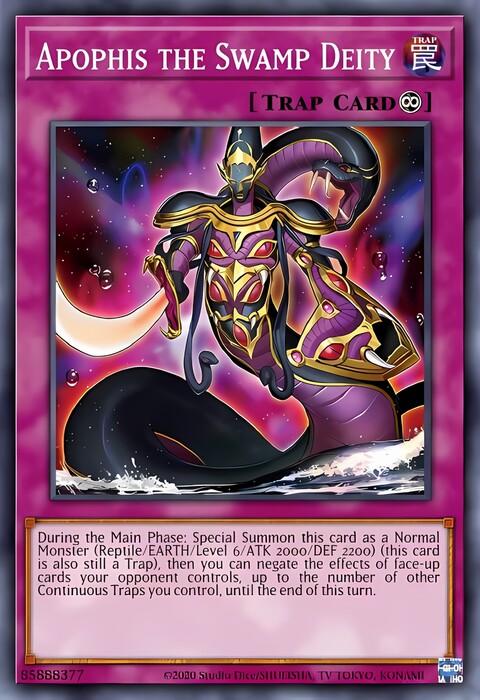 APOPHIS THE SWAMP DEITY
TRAP
罠
[TRAP CARD]
During the Main Phase: Special Summon this card as a Normal
Monster (Reptile/EARTH/Level 6/ATK 2000/DEF 2200) (this card
is also still a Trap), then you can negate the effects of face-up
cards your opponent controls, up to the number of other
Continuous Traps you control, until the end of this turn.
85888377
©2020 Studio Dice/SHUEISHA, TV TOKYO, KONAMI